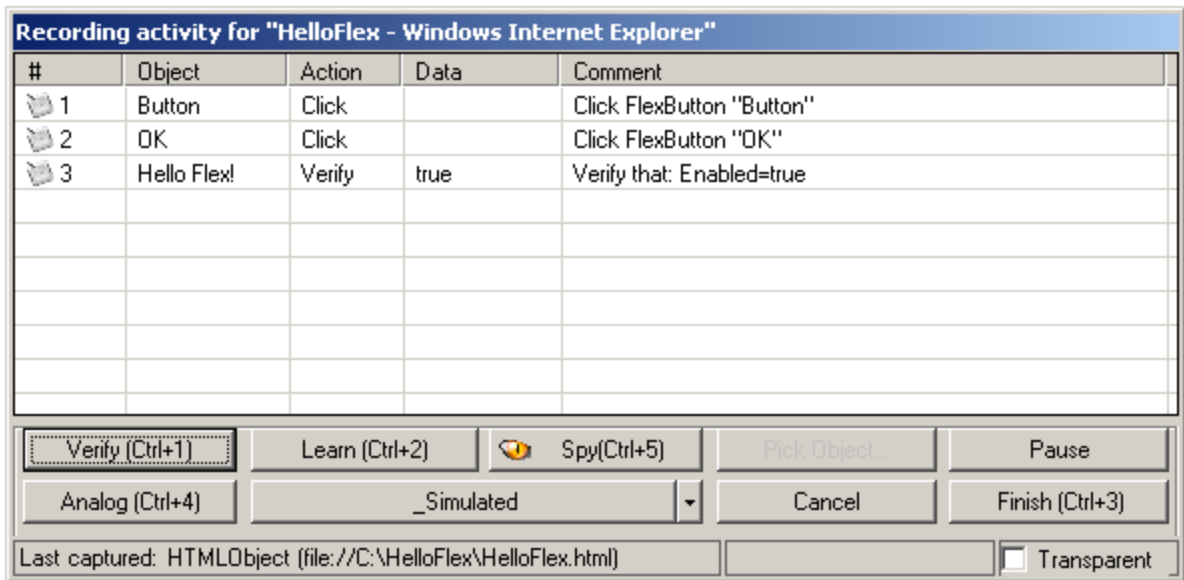 Recording activity for "HelloFlex - Windows Internet Explorer"
# Object Action Data Comment
1 Button Click Click FlexButton "Button"
2 OK Click Click FlexButton "OK"
3 Hello Flex! Verify true Verify that: Enabled=true
Verify (Ctrl+1) Learn (Ctrl+2) Spy(Ctrl+5) Pick Object... Pause
Analog (Ctrl+4) _Simulated Cancel Finish (Ctrl+3)
Last captured: HTMLObject (file://C:\HelloFlex\HelloFlex.html) Transparent